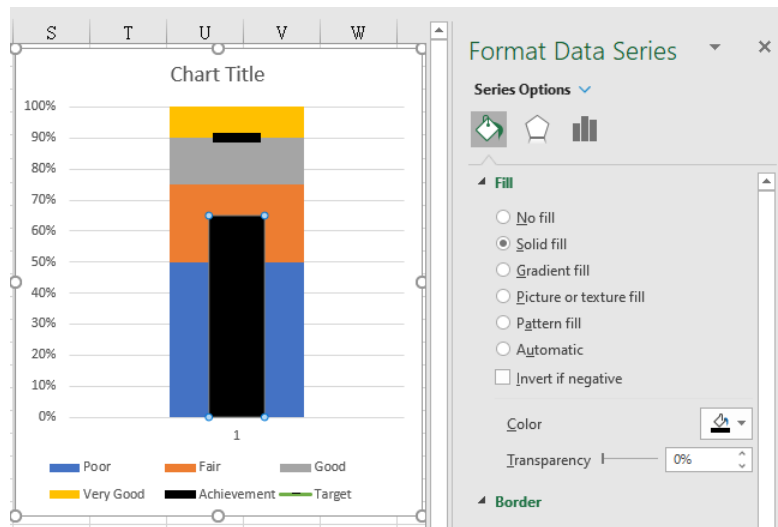 S T U V W
Chart Title
100%
90%
80%
70%
60%
50%
40%
30%
20%
10%
0%
1
Poor Fair Good
Very Good Achievement Target
Format Data Series
Series Options
Fill
No fill
Solid fill
Gradient fill
Picture or texture fill
Pattern fill
Automatic
Invert if negative
Color
Transparency 0%
Border